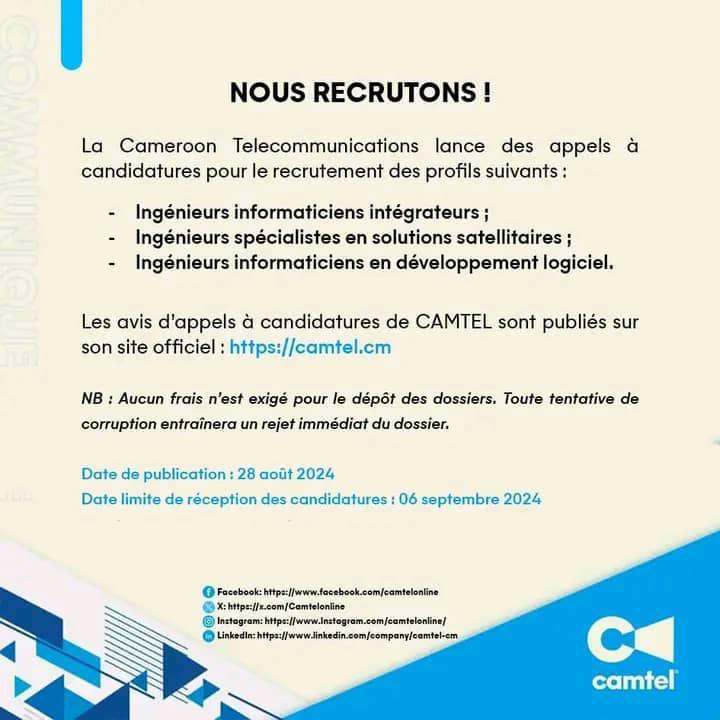 COMMUNIQUE
NOUS RECRUTONS !
La Cameroon Telecommunications lance des appels à
candidatures pour le recrutement des profils suivants :
- Ingénieurs informaticiens intégrateurs ;
- Ingénieurs spécialistes en solutions satellitaires ;
- Ingénieurs informaticiens en développement logiciel.
Les avis d'appels à candidatures de CAMTEL sont publiés sur
son site officiel : https://camtel.cm
NB : Aucun frais n'est exigé pour le dépôt des dossiers. Toute tentative de
corruption entraînera un rejet immédiat du dossier.
Date de publication : 28 août 2024
Date limite de réception des candidatures : 06 septembre 2024
Facebook: https://www.facebook.com/camtelonline
X: https://x.com/Camtelonline
Instagram: https://www.Instagram.com/camtelonline/
LinkedIn: https://www.linkedin.com/company/camtel-cm
camtel